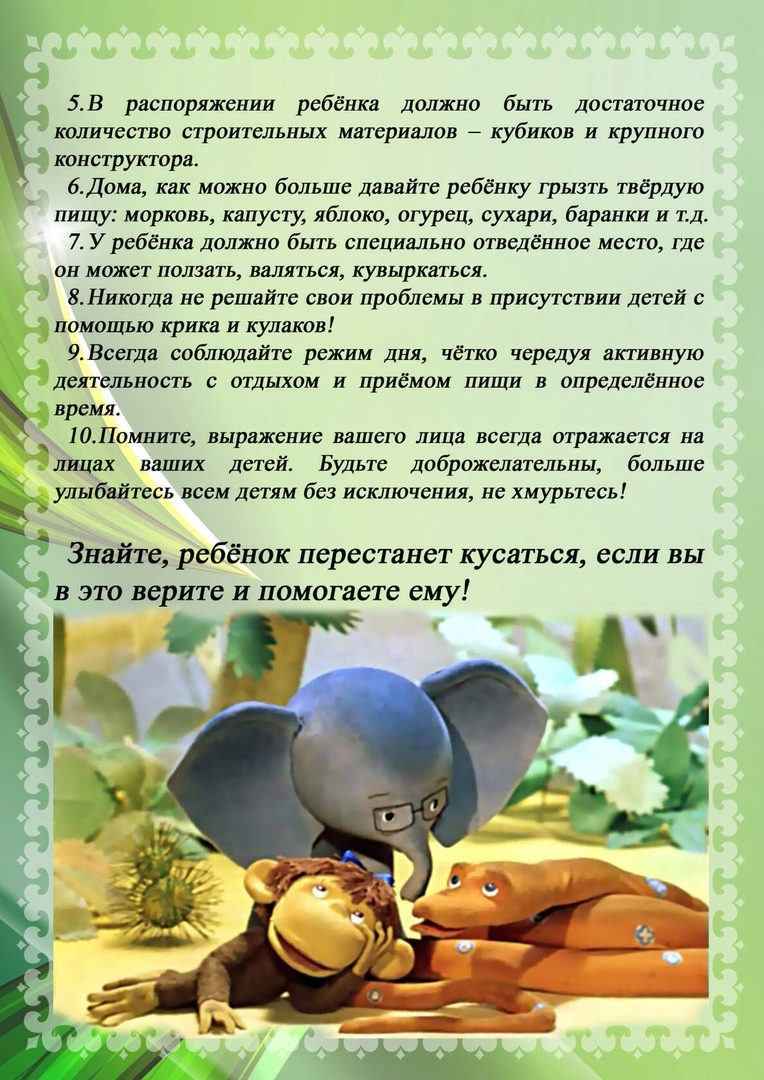 5.В распоряжении ребёнка должно быть достаточное
количество строительных материалов – кубиков и крупного
конструктора.
6.Дома, как можно больше давайте ребёнку грызть твёрдую
пищу: морковь, капусту, яблоко, огурец, сухари, баранки и т.д.
7.У ребёнка должно быть специально отведённое место, где
он может ползать, валяться, кувыркаться.
8.Никогда не решайте свои проблемы в присутствии детей с
помощью крика и кулаков!
9.Всегда соблюдайте режим дня, чётко чередуя активную
деятельность с отдыхом и приёмом пищи в определённое
время.
10.Помните, выражение вашего лица всегда отражается на
лицах ваших детей. Будьте доброжелательны, больше
улыбайтесь всем детям без исключения, не хмурьтесь!
Знайте, ребёнок перестанет кусаться, если вы
в это верите и помогаете ему!